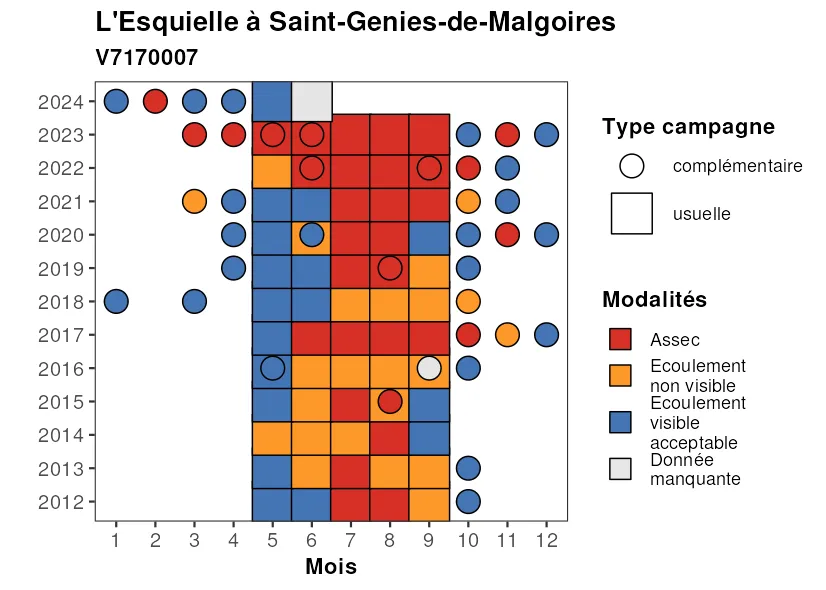 L'Esquielle à Saint-Genies-de-Malgoires
V7170007
2024
2023
2022
2021
2020
2019
2018
2017
2016
2015
2014
2013
2012
1 2 3 4 5 6 7 8 9 10 11 12
Mois
Type campagne
complémentaire
usuelle
Modalités
Assec
Ecoulement
non visible
Ecoulement
visible
acceptable
Donnée
manquante